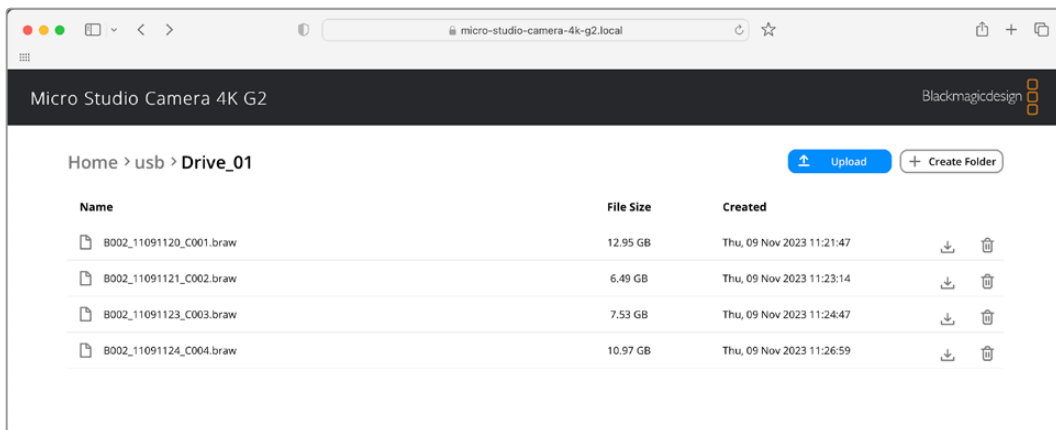 micro-studio-camera-4k-g2.local
Micro Studio Camera 4K G2
Blackmagicdesign
Home > usb > Drive_01
Upload
+ Create Folder
Name File Size Created
B002_11091120_C001.braw 12.95 GB Thu, 09 Nov 2023 11:21:47
B002_11091121_C002.braw 6.49 GB Thu, 09 Nov 2023 11:23:14
B002_11091123_C003.braw 7.53 GB Thu, 09 Nov 2023 11:24:47
B002_11091124_C004.braw 10.97 GB Thu, 09 Nov 2023 11:26:59